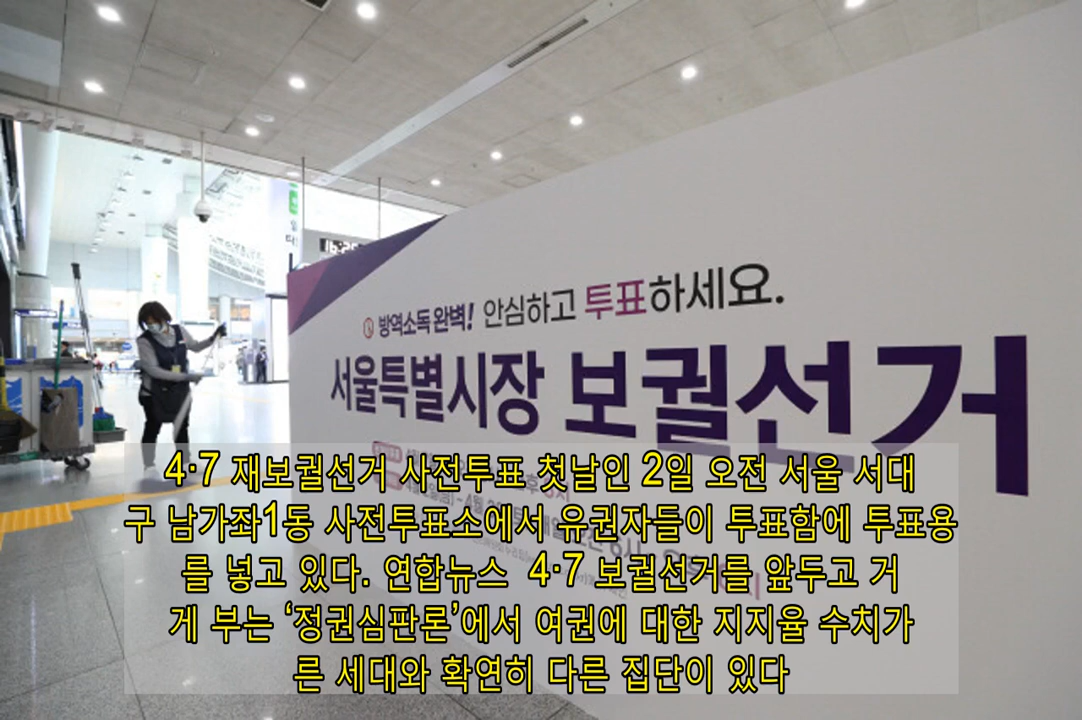 방역소독 완벽! 안심하고 투표하세요.
서울특별시장 보궐선거
4·7 재보궐선거 사전투표 첫날인 2일 오전 서울 서대
구 남가좌1동 사전투표소에서 유권자들이 투표함에 투표용
를 넣고 있다. 연합뉴스 4·7 보궐선거를 앞두고 거
게 부는 ‘정권심판론’에서 여권에 대한 지지율 수치가
른 세대와 확연히 다른 집단이 있다